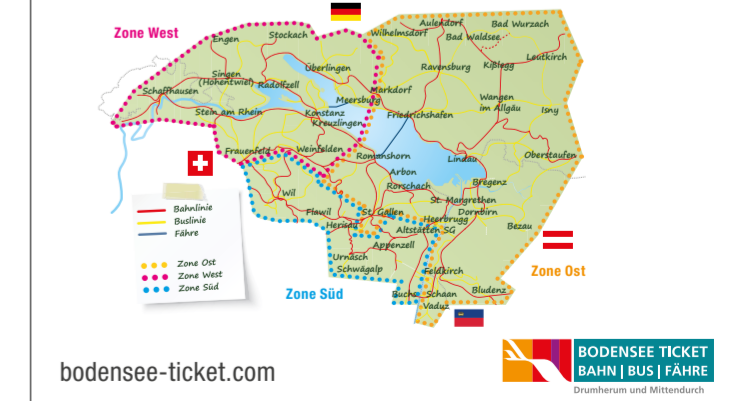 Zone West
Stockach
Engen
Wilhelmsdorf
Aulendorf
Bad Wurzach
Bad Waldsee
Leutkirch
Überlingen
Ravensburg
Kißlegg
Singen
(Hohentwiel)
Radolfzell
Schaffhausen
Markdorf
Meersburg
Wangen
im Allgäu
Isny
Stein am Rhein
Konstanz
Kreuzlingen
Friedrichshafen
Frauenfeld
Weinfelden
Romanshorn
Lindau
Oberstaufen
Arbon
Rorschach
Bregenz
Wil
St. Margrethen
Flawil
St. Gallen
Dornbirn
Heerbrugg
Herisau
Altstätten SG
Bezau
Appenzell
Urnäsch
Schwägalp
Feldkirch
Zone Ost
Zone Süd
Buchs
Schaan
Bludenz
Vaduz
Bahnlinie
Buslinie
Fähre
Zone Ost
Zone West
Zone Süd
bodensee-ticket.com
BODENSEE TICKET
BAHN | BUS | FÄHRE
Drumherum und Mittendurch